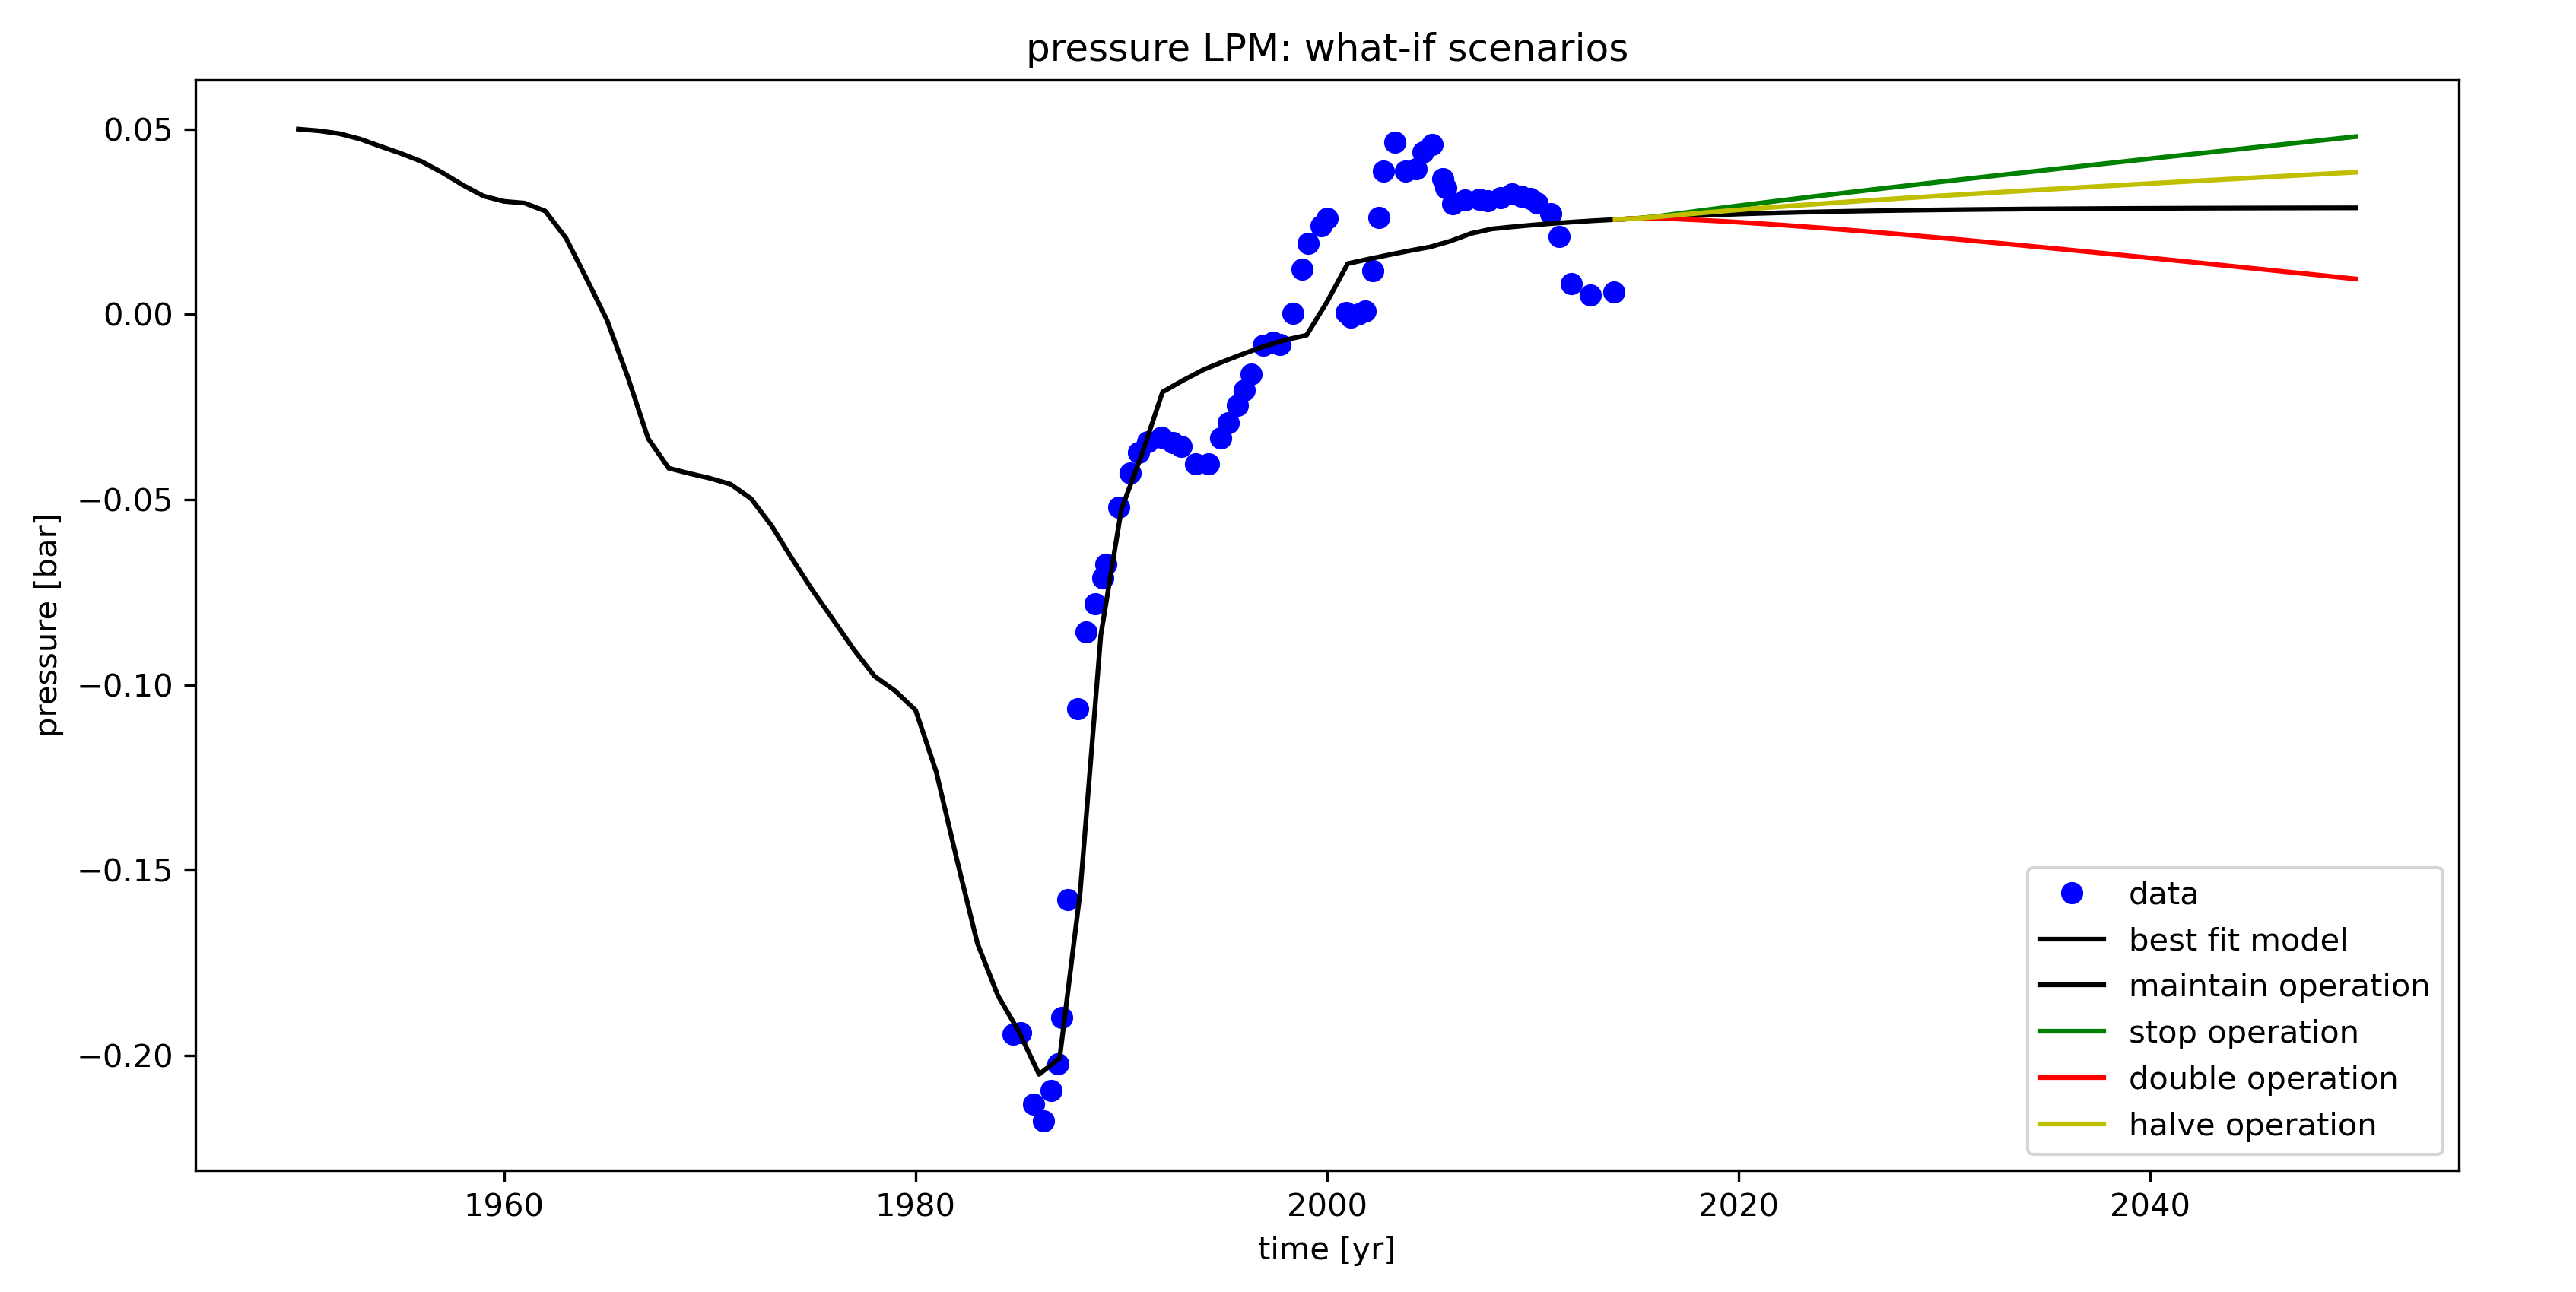 pressure LPM: what-if scenarios
0.05
0.00
−0.05
−0.10
−0.15
−0.20
pressure [bar]
1960
1980
2000
2020
2040
time [yr]
data
best fit model
maintain operation
stop operation
double operation
halve operation